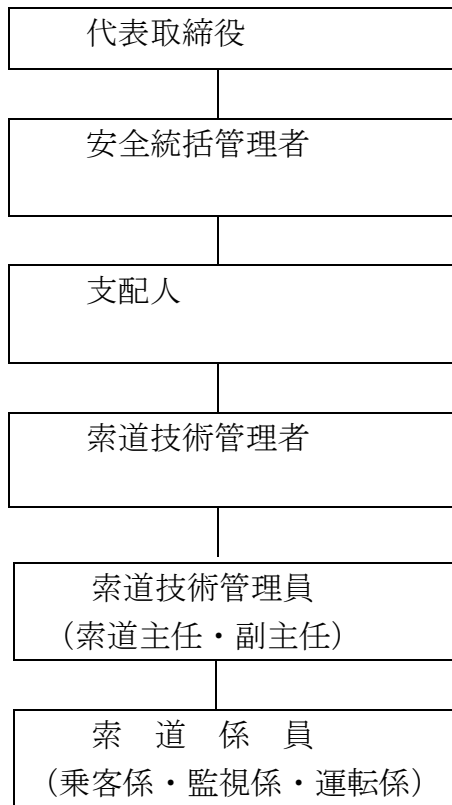 代表取締役
安全統括管理者
支配人
索道技術管理者
索道技術管理員
(索道主任・副主任)
索　道　係　員
(乗客係・監視係・運転係)